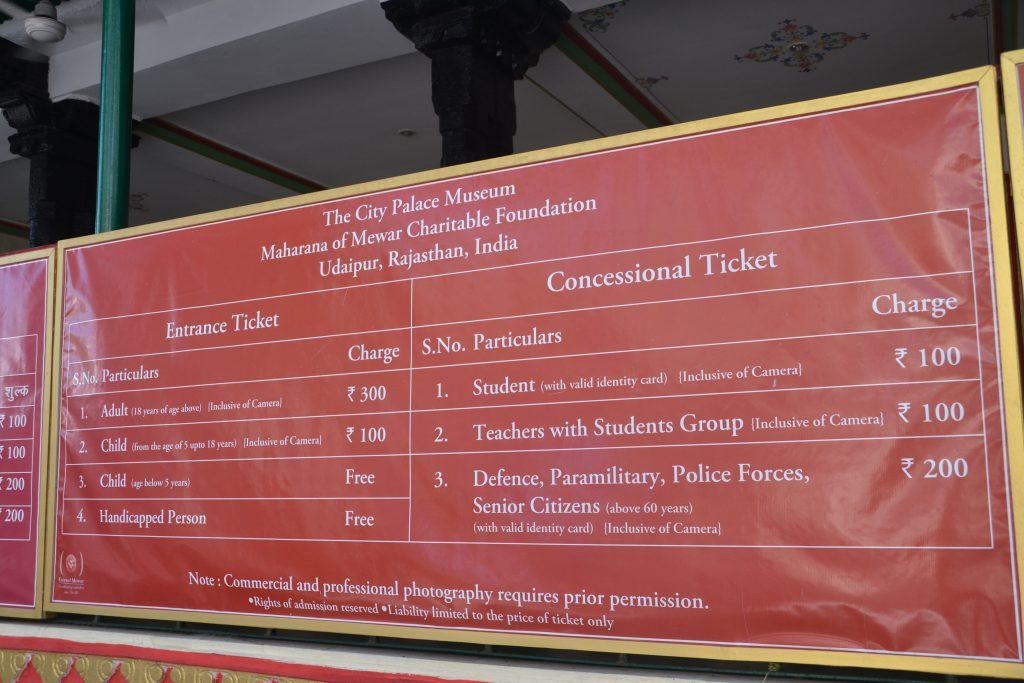 The City Palace Museum
Maharana of Mewar Charitable Foundation
Udaipur, Rajasthan, India
Entrance Ticket
S.No. Particulars Charge
1. Adult (18 years of age above) {Inclusive of Camera} ₹ 300
2. Child (from the age of 5 upto 18 years) {Inclusive of Camera} ₹ 100
3. Child (age below 5 years) Free
4. Handicapped Person Free
Concessional Ticket
S.No. Particulars Charge
1. Student (with valid identity card) {Inclusive of Camera} ₹ 100
2. Teachers with Students Group {Inclusive of Camera} ₹ 100
3. Defence, Paramilitary, Police Forces, ₹ 200
Senior Citizens (above 60 years)
(with valid identity card) {Inclusive of Camera}
Note : Commercial and professional photography requires prior permission.
•Rights of admission reserved •Liability limited to the price of ticket only
Eternal Mewar
शुल्क
₹ 100
₹ 100
₹ 200
₹ 200